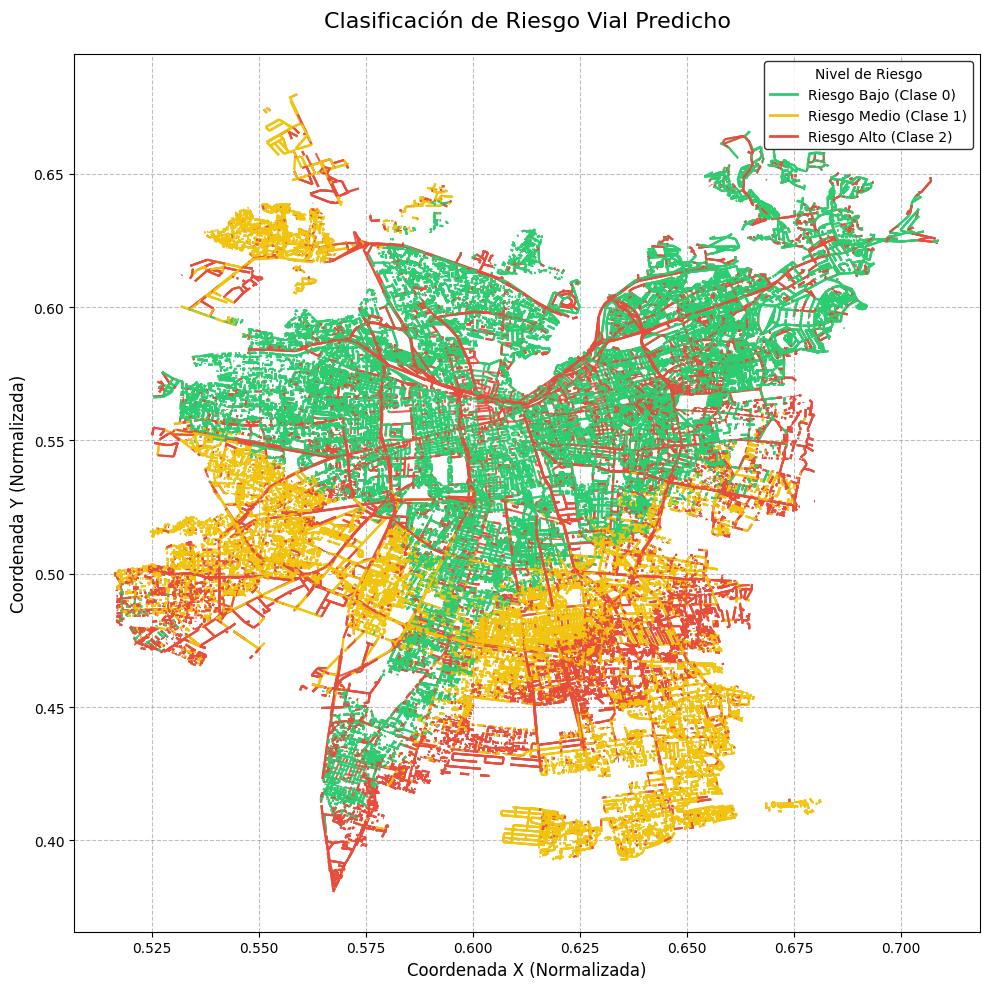 Clasificación de Riesgo Vial Predicho
Nivel de Riesgo
Riesgo Bajo (Clase 0)
Riesgo Medio (Clase 1)
Riesgo Alto (Clase 2)
Coordenada Y (Normalizada)
0.65
0.60
0.55
0.50
0.45
0.40
0.525 0.550 0.575 0.600 0.625 0.650 0.675 0.700
Coordenada X (Normalizada)